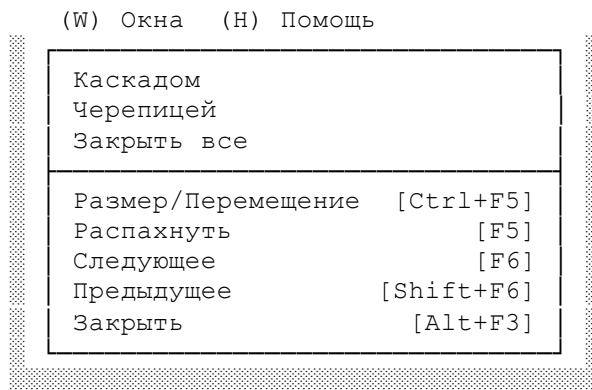 (W) Окна (H) Помощь
Каскадом
Черепицей
Закрыть все
Размер/Перемещение [Ctrl+F5]
Распахнуть [F5]
Следующее [F6]
Предыдущее [Shift+F6]
Закрыть [Alt+F3]